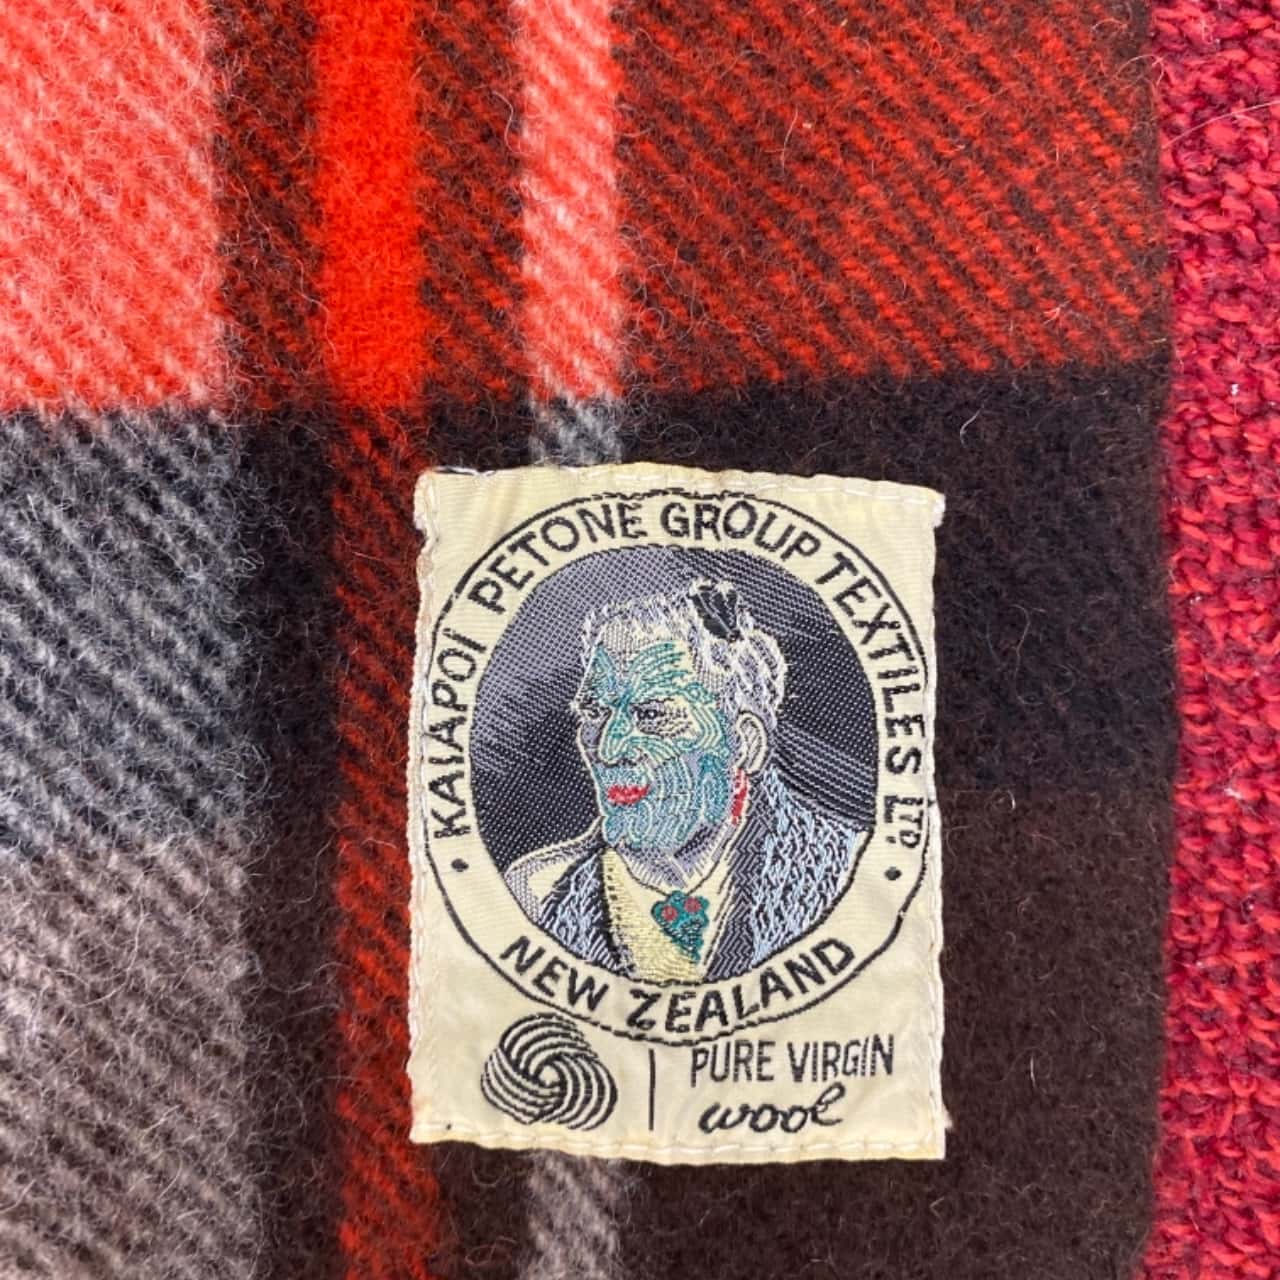 KAIAPOI PETONE GROUP TEXTILES LTD
NEW ZEALAND
PURE VIRGIN
wool